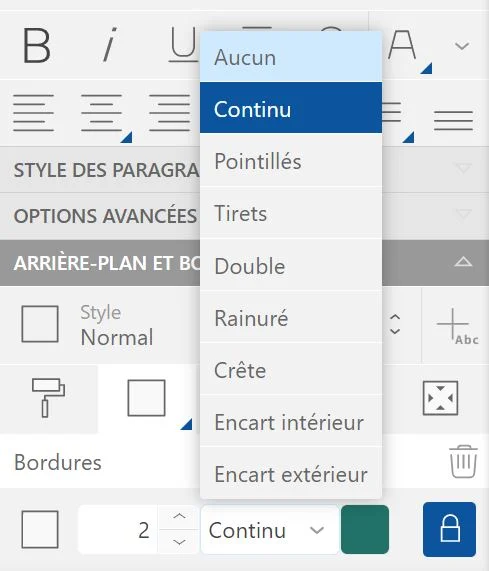 B i U A
Aucun
Continu
Pointillés
STYLE DES PARAGRA
Tirets
OPTIONS AVANCÉES
Double
ARRIÈRE-PLAN ET BO
Rainuré
Style
Normal
Abc
Crête
Encart intérieur
Bordures
Encart extérieur
2 Continu